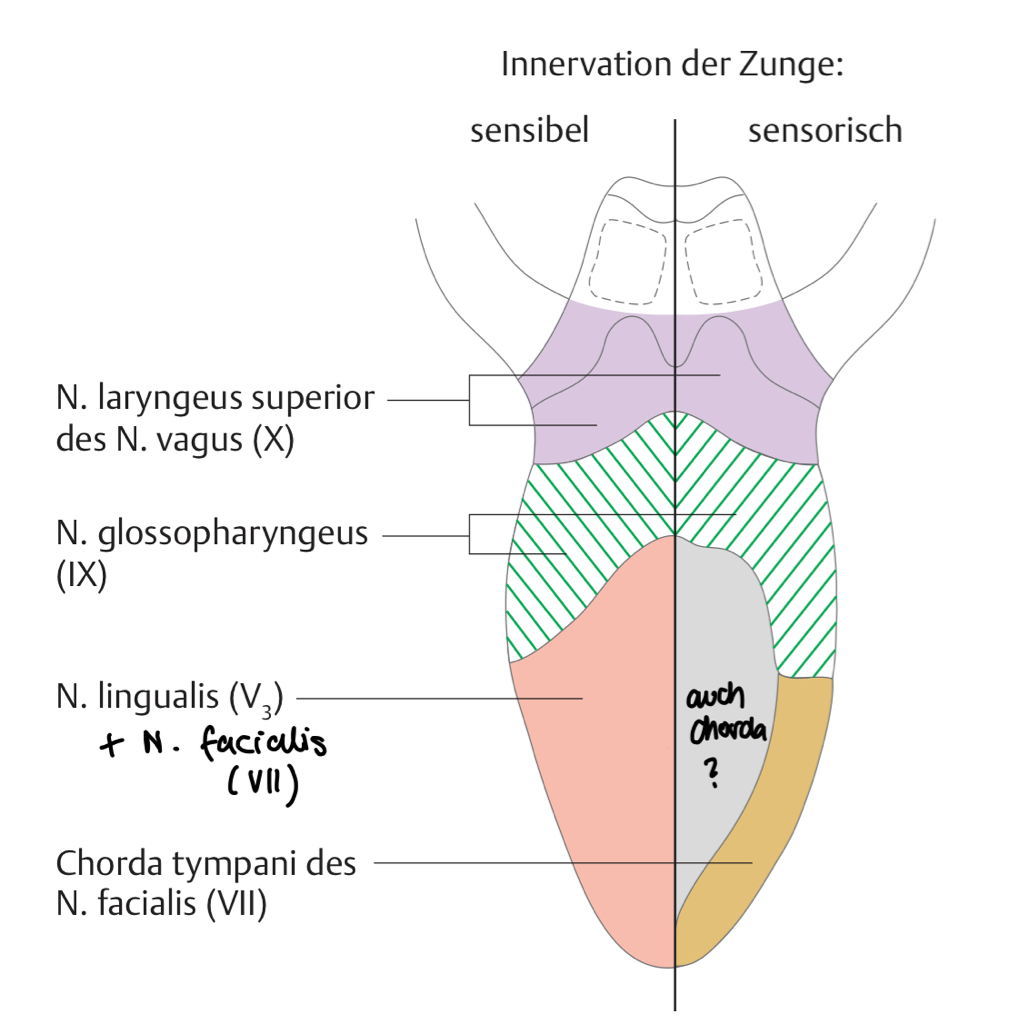 Innervation der Zunge:
sensibel
sensorisch
N. laryngeus superior
des N. vagus (X)
N. glossopharyngeus
(IX)
N. lingualis (V₃)
+ N. facialis
(VII)
auch
Chorda
?
Chorda tympani des
N. facialis (VII)